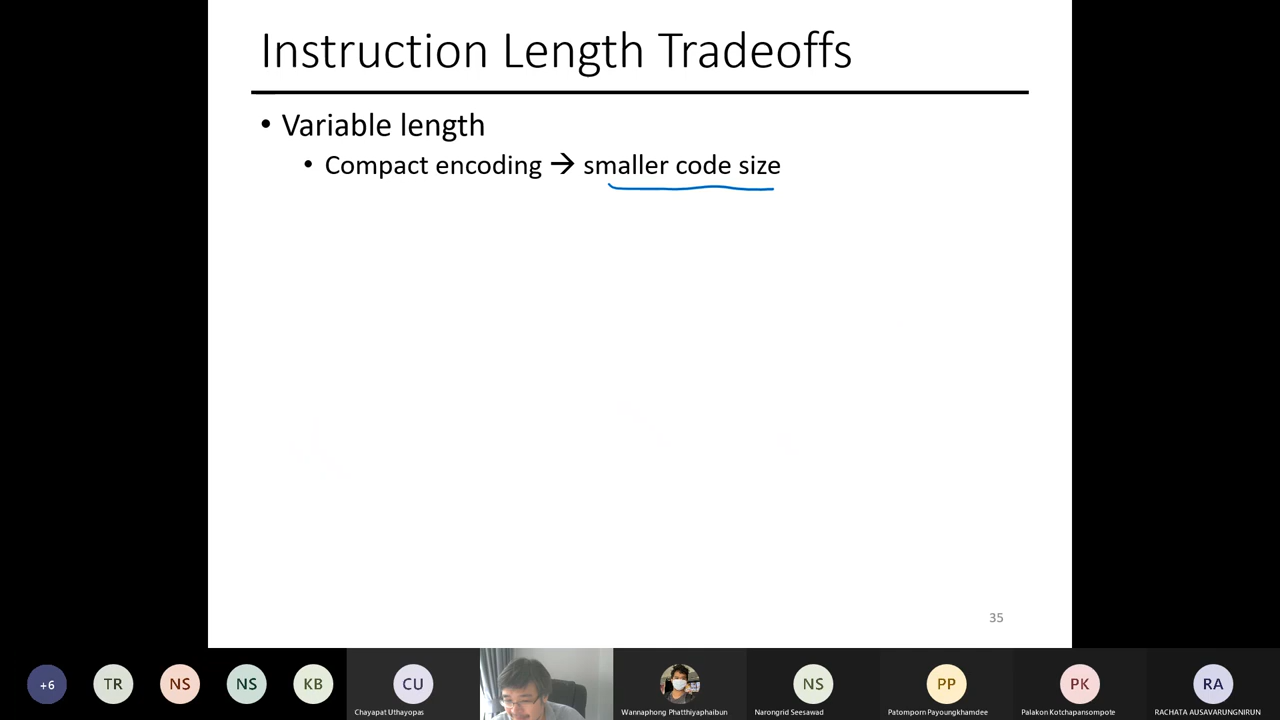 Instruction Length Tradeoffs
• Variable length
• Compact encoding → smaller code size
35
+6
TR
NS
NS
KB
CU
NS
PP
PK
RA
Chayapat Uthayopas
Wannaphong Phatthiyaphaibun
Narongrid Seesawad
Patomporn Payoungkhamdee
Palakon Kotchapansompote
RACHATA AUSAVARUNGNIRUN